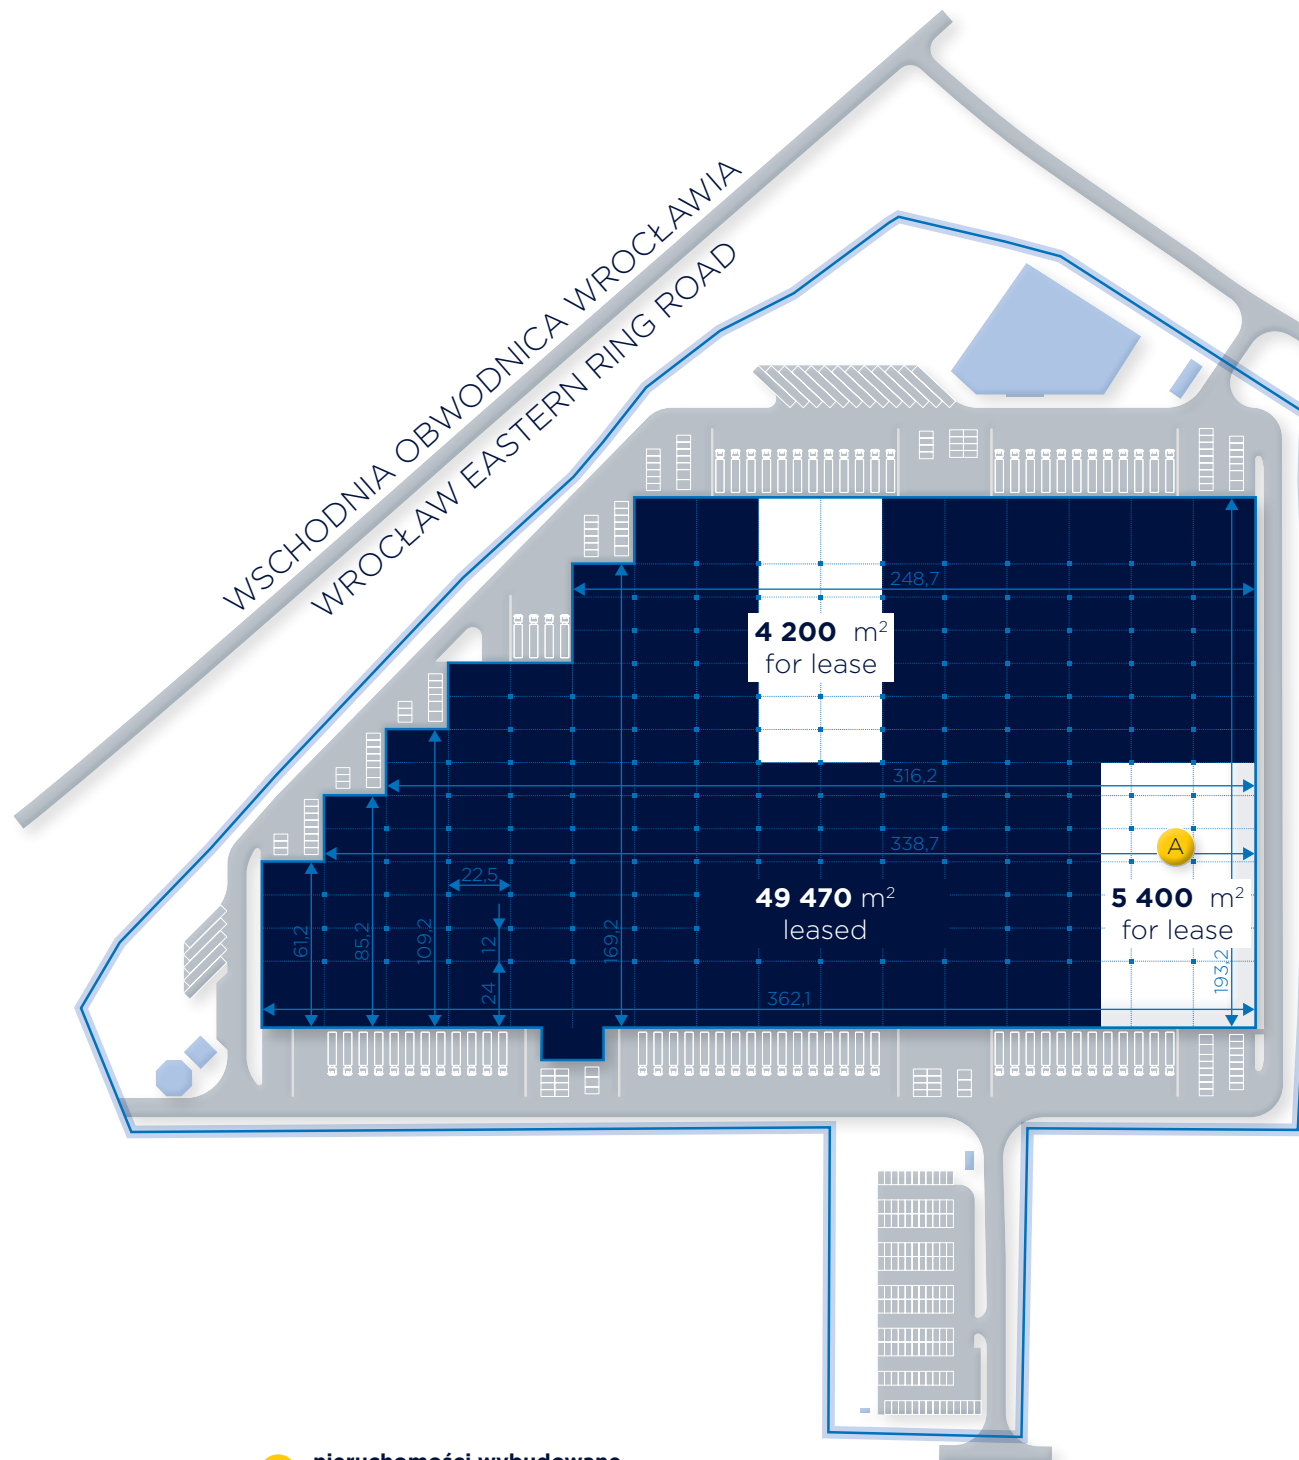 WSCHODNIA OBWODNICA WROCŁAWIA
WROCŁAW EASTERN RING ROAD
248,7
4 200 m²
for lease
316,2
338,7
A
22,5
49 470 m²
leased
5 400 m²
for lease
61,2
85,2
109,2
12
24
169,2
193,2
362,1
nieruchomości wybudowane